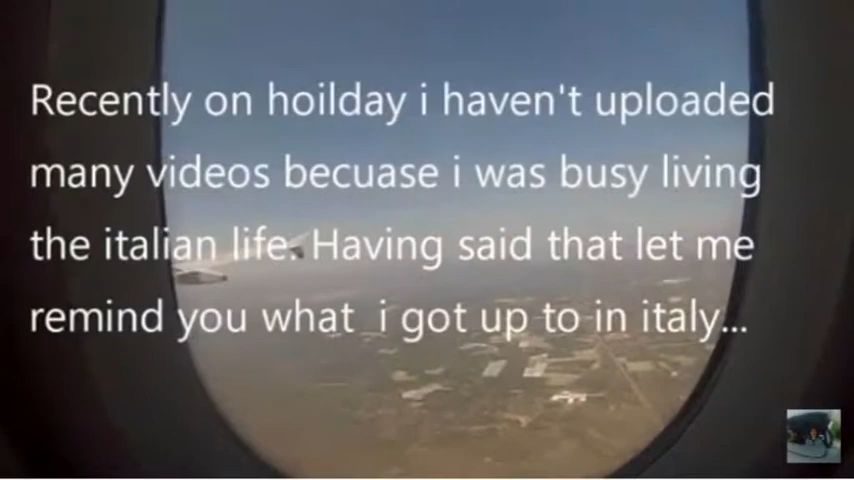 Recently on hoilday i haven't uploaded
many videos becuase i was busy living
the italian life. Having said that let me
remind you what  i got up to in italy...